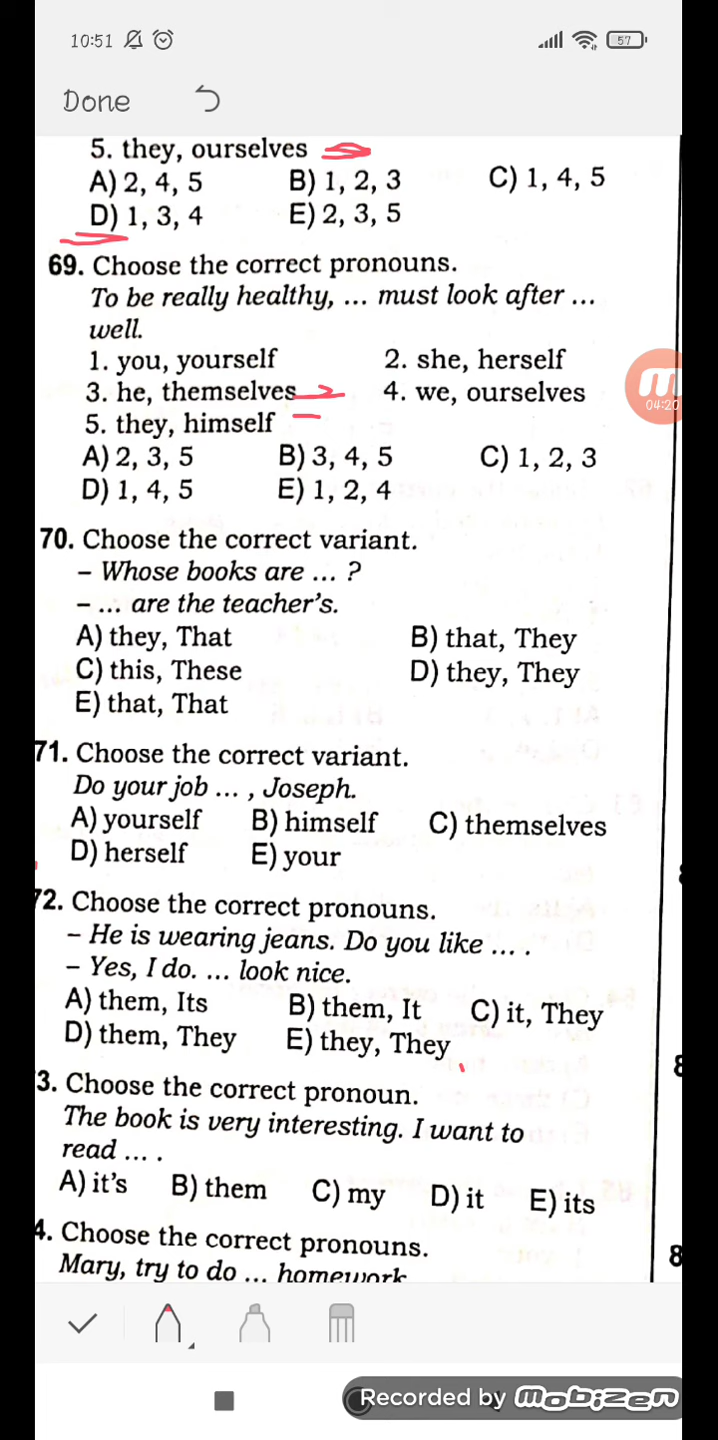 10:51 57
Done
5. they, ourselves
A) 2, 4, 5 B) 1, 2, 3 C) 1, 4, 5
D) 1, 3, 4 E) 2, 3, 5
69. Choose the correct pronouns.
To be really healthy, ... must look after ...
well.
1. you, yourself 2. she, herself
3. he, themselves 4. we, ourselves
5. they, himself
A) 2, 3, 5 B) 3, 4, 5 C) 1, 2, 3
D) 1, 4, 5 E) 1, 2, 4
04:20
70. Choose the correct variant.
– Whose books are ... ?
– ... are the teacher's.
A) they, That B) that, They
C) this, These D) they, They
E) that, That
71. Choose the correct variant.
Do your job ... , Joseph.
A) yourself B) himself C) themselves
D) herself E) your
72. Choose the correct pronouns.
– He is wearing jeans. Do you like ... .
– Yes, I do. ... look nice.
A) them, Its B) them, It C) it, They
D) them, They E) they, They
3. Choose the correct pronoun.
The book is very interesting. I want to
read ... .
A) it's B) them C) my D) it E) its
4. Choose the correct pronouns.
8
Mary, try to do ... homework
Recorded by mobizen